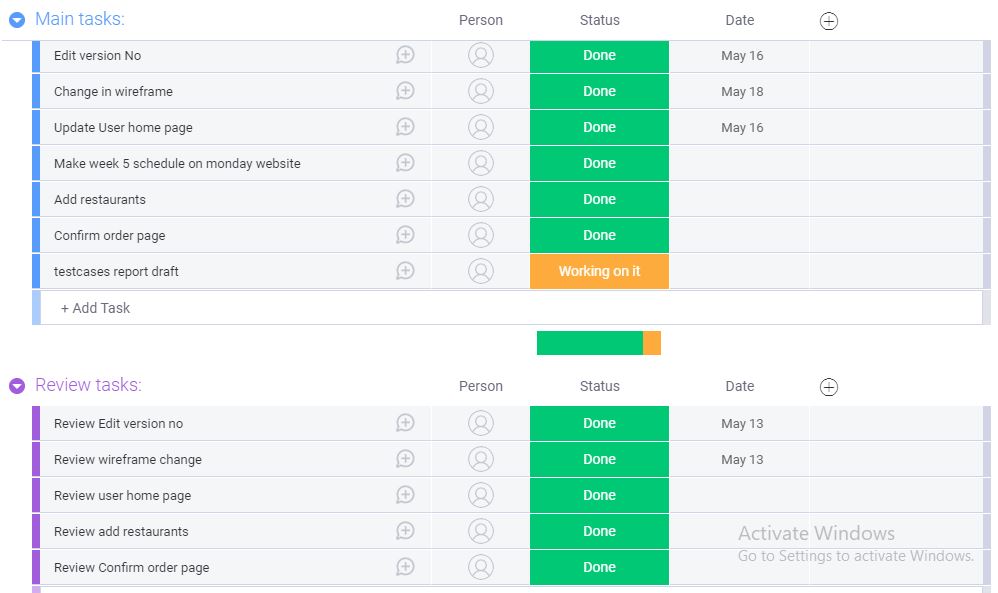 Main tasks: Person Status Date
Edit version No Done May 16
Change in wireframe Done May 18
Update User home page Done May 16
Make week 5 schedule on monday website Done
Add restaurants Done
Confirm order page Done
testcases report draft Working on it
+ Add Task
Review tasks: Person Status Date
Review Edit version no Done May 13
Review wireframe change Done May 13
Review user home page Done
Review add restaurants Done
Review Confirm order page Done
Activate Windows
Go to Settings to activate Windows.